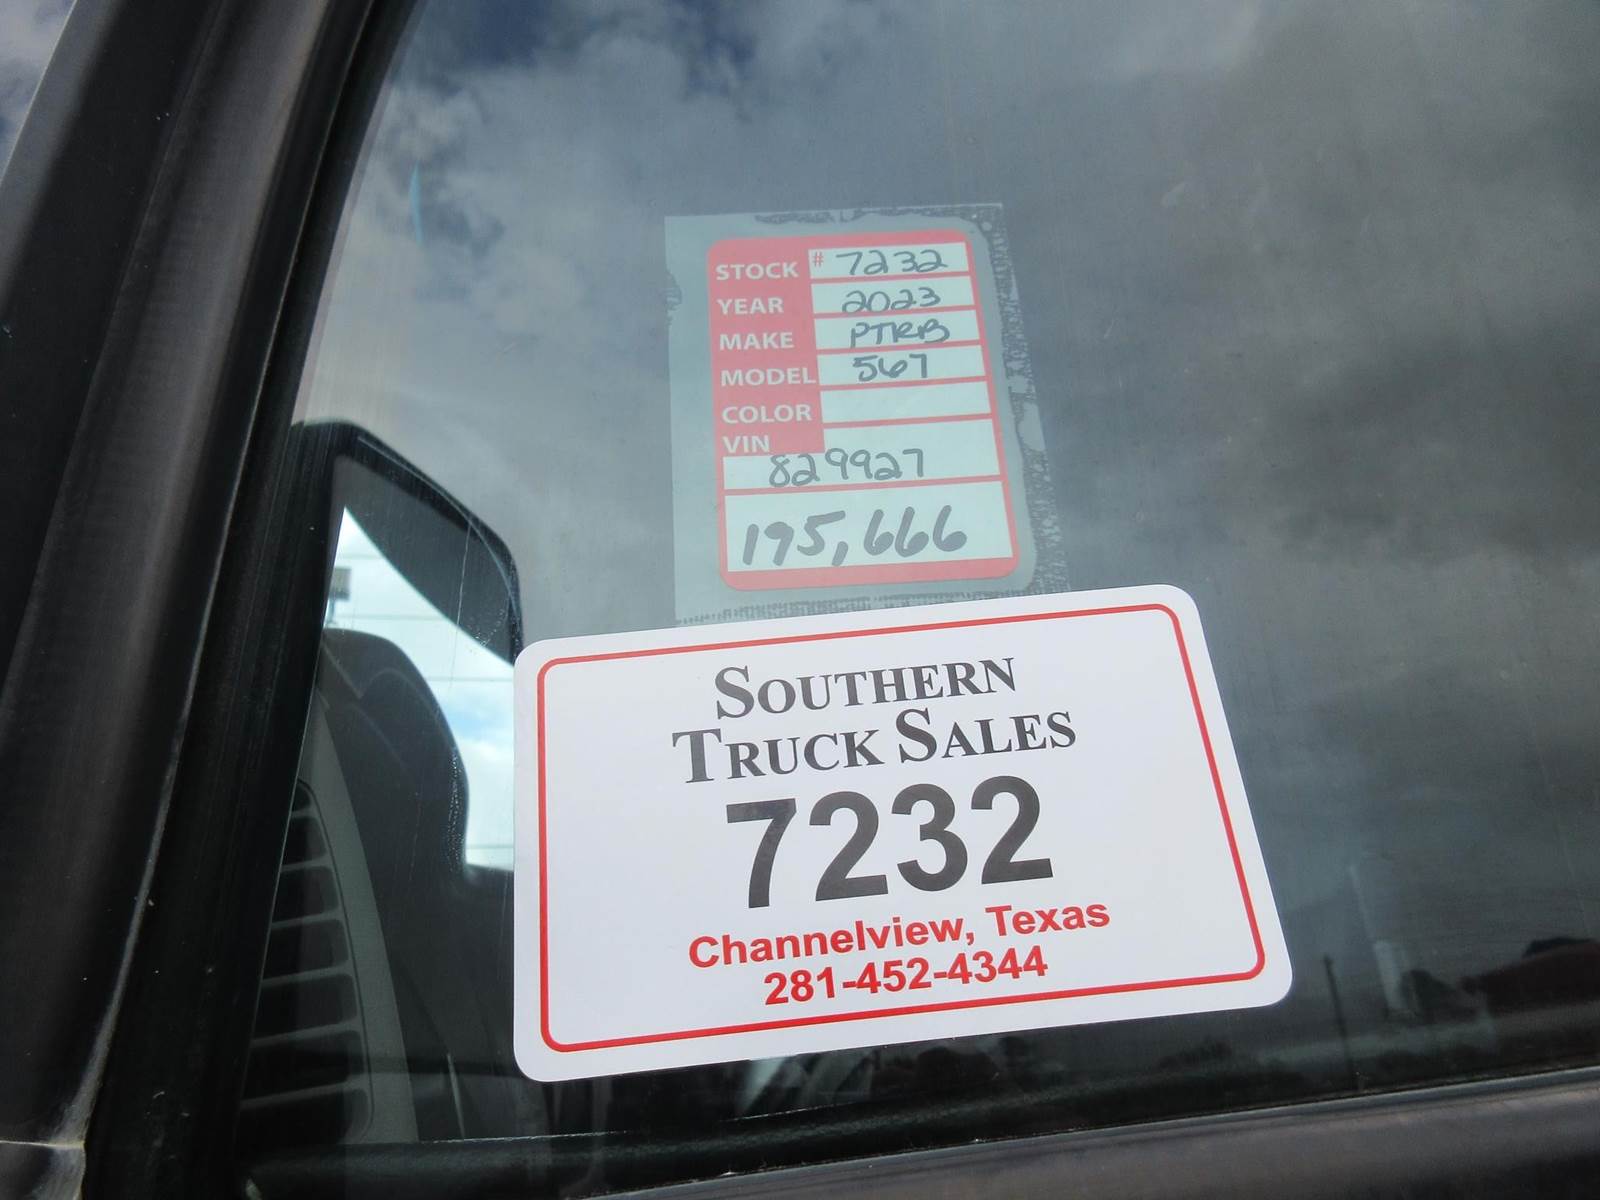 STOCK # 7232
YEAR 2023
MAKE PTRB
MODEL 567
COLOR
VIN
829927
195,666
SOUTHERN
TRUCK SALES
7232
Channelview, Texas
281-452-4344